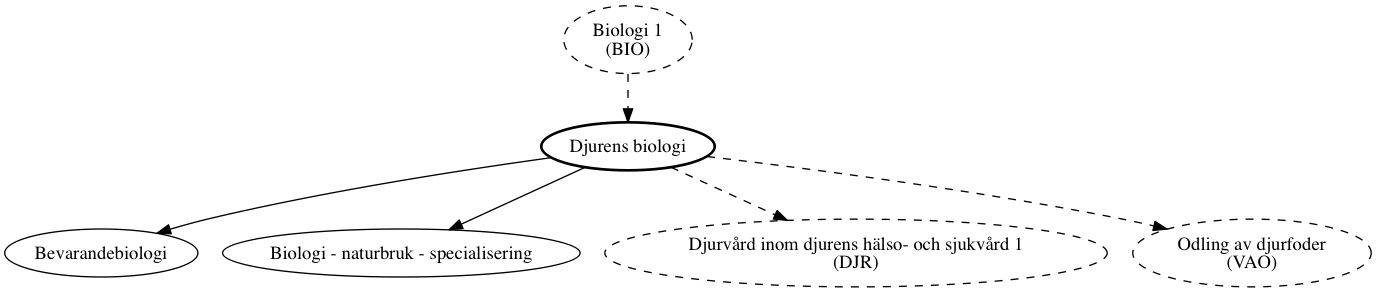 Biologi 1
(BIO)
Djurens biologi
Bevarandebiologi
Biologi - naturbruk - specialisering
Djurvård inom djurens hälso- och sjukvård 1
(DJR)
Odling av djurfoder
(VAO)